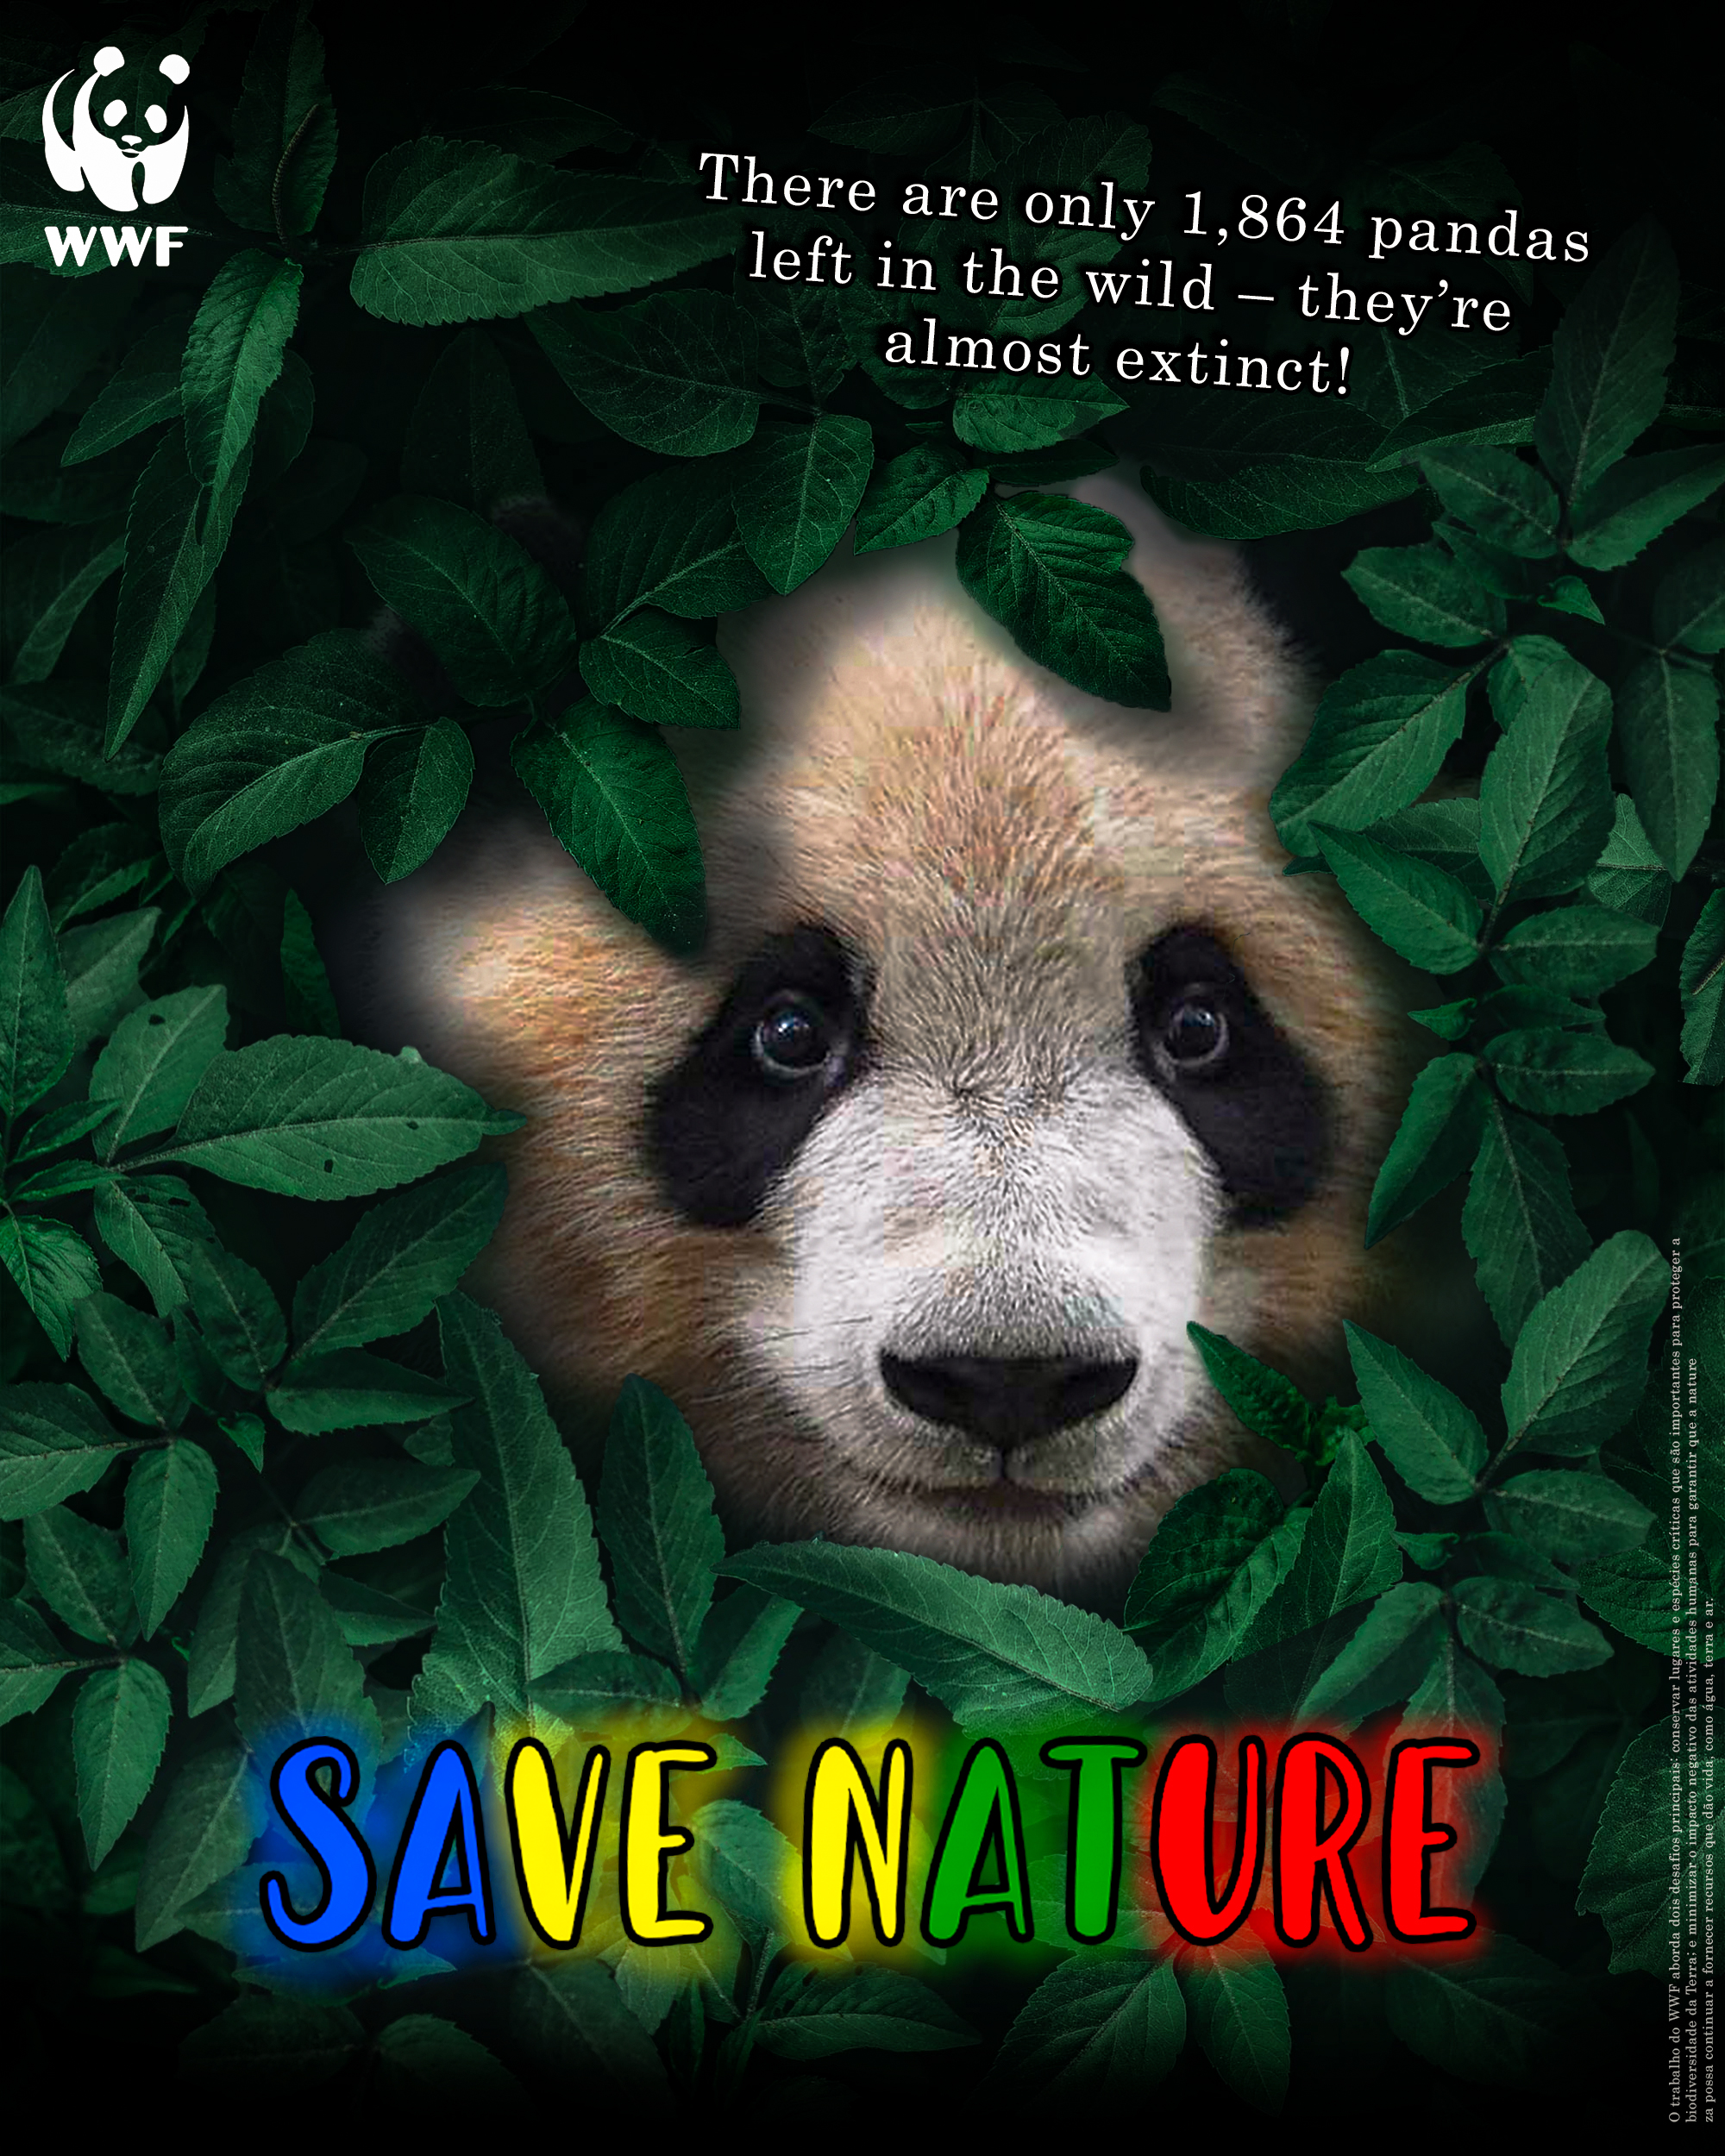 WWF
There are only 1,864 pandas
left in the wild – they’re
almost extinct!
SAVE NATURE
O trabalho do WWF aborda dois desafios principais: conservar lugares e espécies críticas que são importantes para proteger a
biodiversidade da Terra; e minimizar o impacto negativo das atividades humanas para garantir que a nature
za possa continuar a fornecer recursos que dão vida, como água, terra e ar.